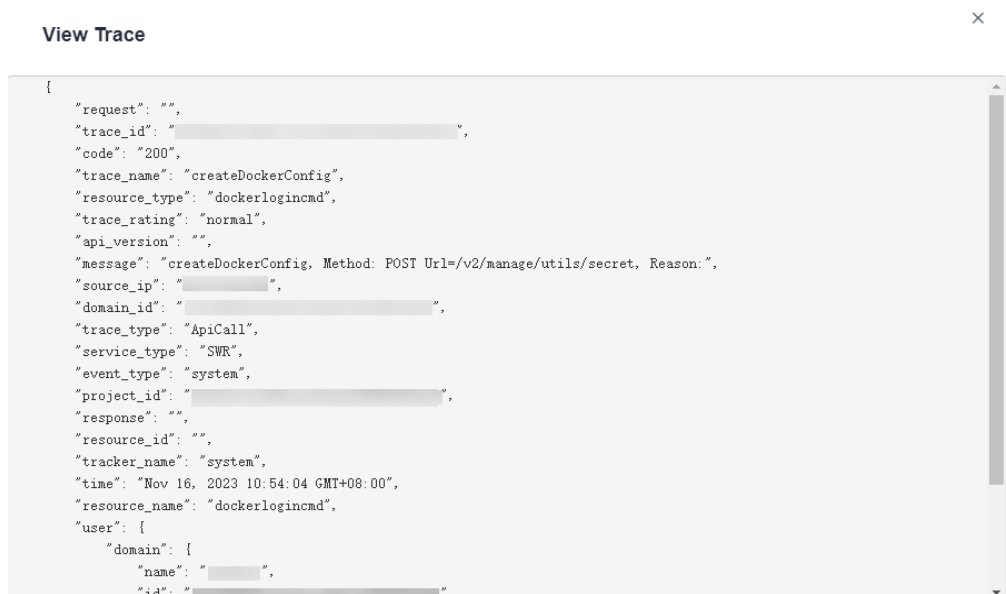 View Trace
×
{
"request": "",
"trace_id": " ",
"code": "200",
"trace_name": "createDockerConfig",
"resource_type": "dockerlogincmd",
"trace_rating": "normal",
"api_version": "",
"message": "createDockerConfig, Method: POST Url=/v2/manage/utils/secret, Reason:",
"source_ip": " ",
"domain_id": " ",
"trace_type": "ApiCall",
"service_type": "SWR",
"event_type": "system",
"project_id": " ",
"response": "",
"resource_id": "",
"tracker_name": "system",
"time": "Nov 16, 2023 10:54:04 GMT+08:00",
"resource_name": "dockerlogincmd",
"user": {
"domain": {
"name": " ",
"id": " "